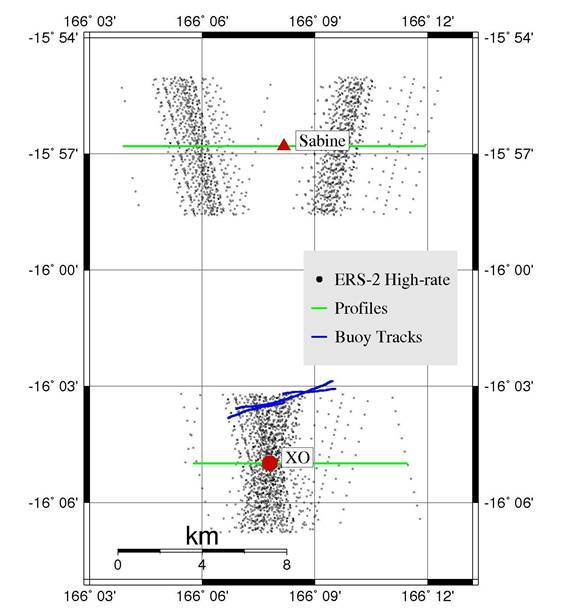 166° 03' 166° 06' 166° 09' 166° 12'
-15° 54' -15° 54'
Sabine
-15° 57' -15° 57'
-16° 00' -16° 00'
ERS-2 High-rate
Profiles
Buoy Tracks
-16° 03' -16° 03'
XO
-16° 06' -16° 06'
km
0 4 8
166° 03' 166° 06' 166° 09' 166° 12'